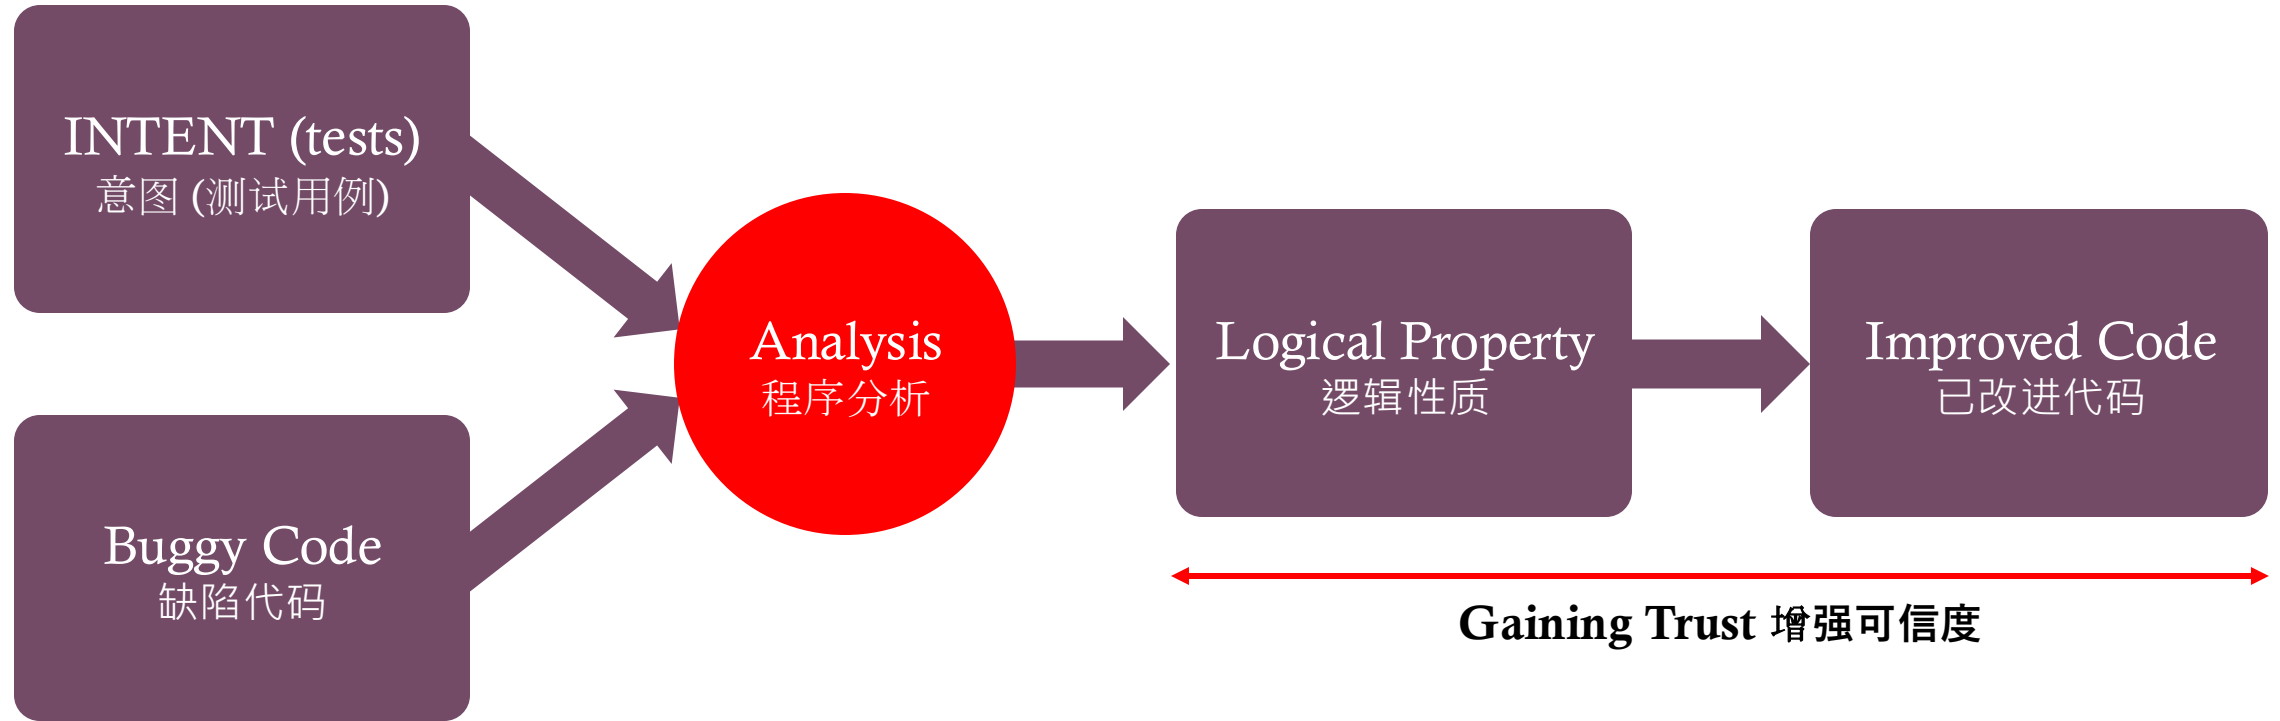 INTENT (tests)
意图 (测试用例)
Buggy Code
缺陷代码
Analysis
程序分析
Logical Property
逻辑性质
Improved Code
已改进代码
Gaining Trust 增强可信度